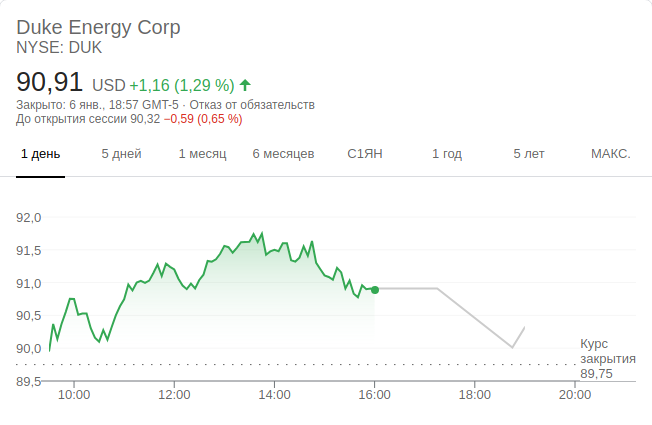 Duke Energy Corp
NYSE: DUK
90,91 USD +1,16 (1,29 %)
Закрыто: 6 янв., 18:57 GMT-5 · Отказ от обязательств
До открытия сессии 90,32 −0,59 (0,65 %)
1 день 5 дней 1 месяц 6 месяцев С1ЯН 1 год 5 лет МАКС.
92,0
91,5
91,0
90,5
90,0
Курс
закрытия
89,75
89,5
10:00 12:00 14:00 16:00 18:00 20:00